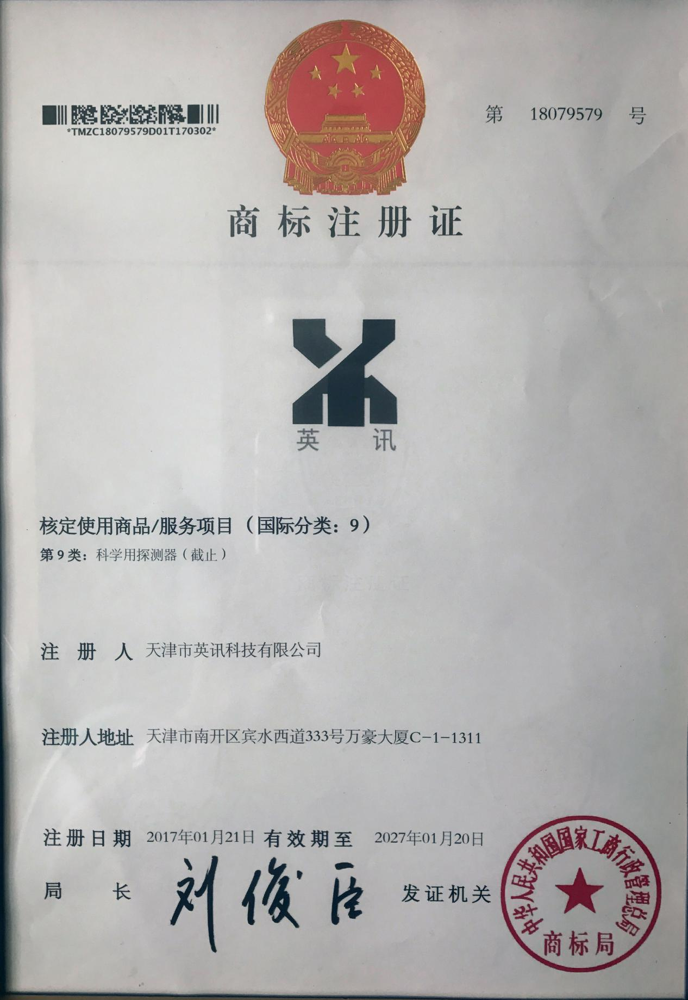 *TMZC18079579D01T170302*
第 18079579 号
商标注册证
英 讯
核定使用商品/服务项目（国际分类：9）
第9类：科学用探测器（截止）
注册人 天津市英讯科技有限公司
注册人地址 天津市南开区宾水西道333号万豪大厦C-1-1311
注册日期 2017年01月21日 有效期至 2027年01月20日
局长 刘俊臣 发证机关
中华人民共和国国家工商行政管理总局
商标局